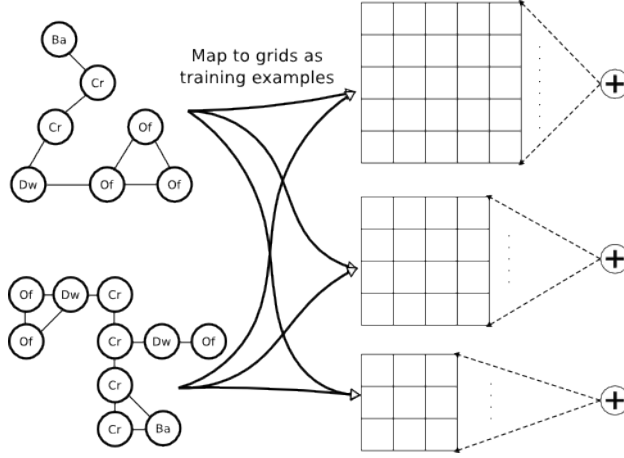 Ba
Cr
Cr
Of
Dw
Of
Of
Map to grids as
training examples
Of
Dw
Cr
Of
Cr
Dw
Of
Cr
Cr
Ba
+
+
+